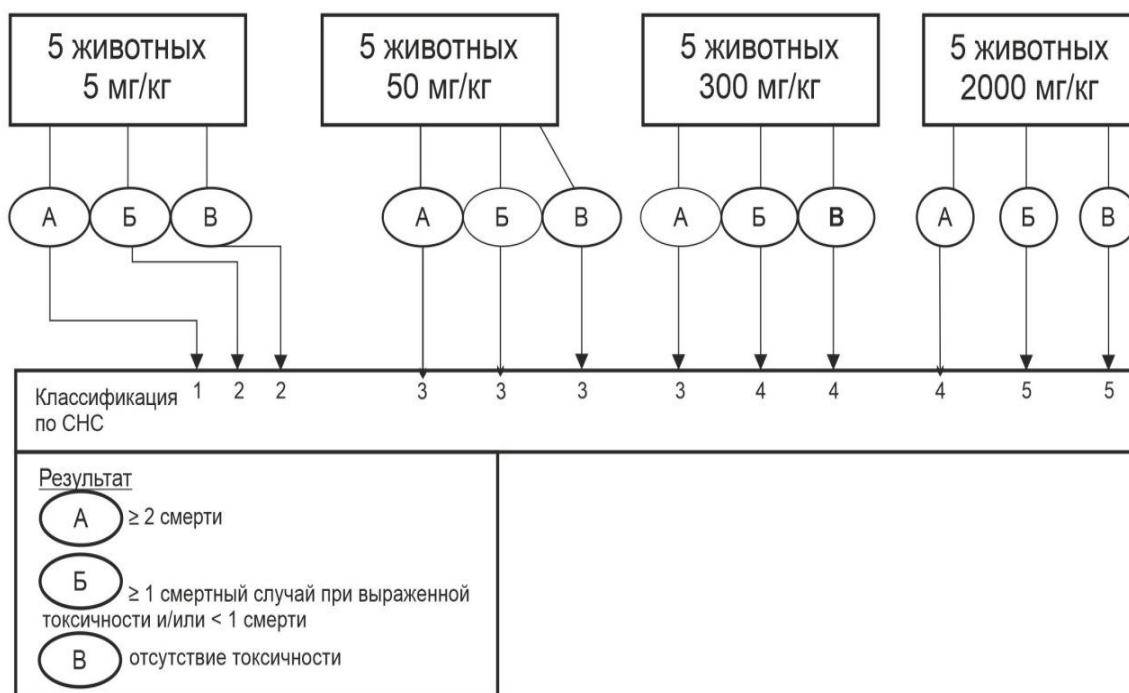 5 животных
5 мг/кг
5 животных
50 мг/кг
5 животных
300 мг/кг
5 животных
2000 мг/кг
А Б В А Б В А Б В А Б В
1 2 2 3 3 3 3 4 4 4 5 5
Классификация
по СНС
Результат
А ≥ 2 смерти
Б ≥ 1 смертный случай при выраженной
токсичности и/или < 1 смерти
В отсутствие токсичности